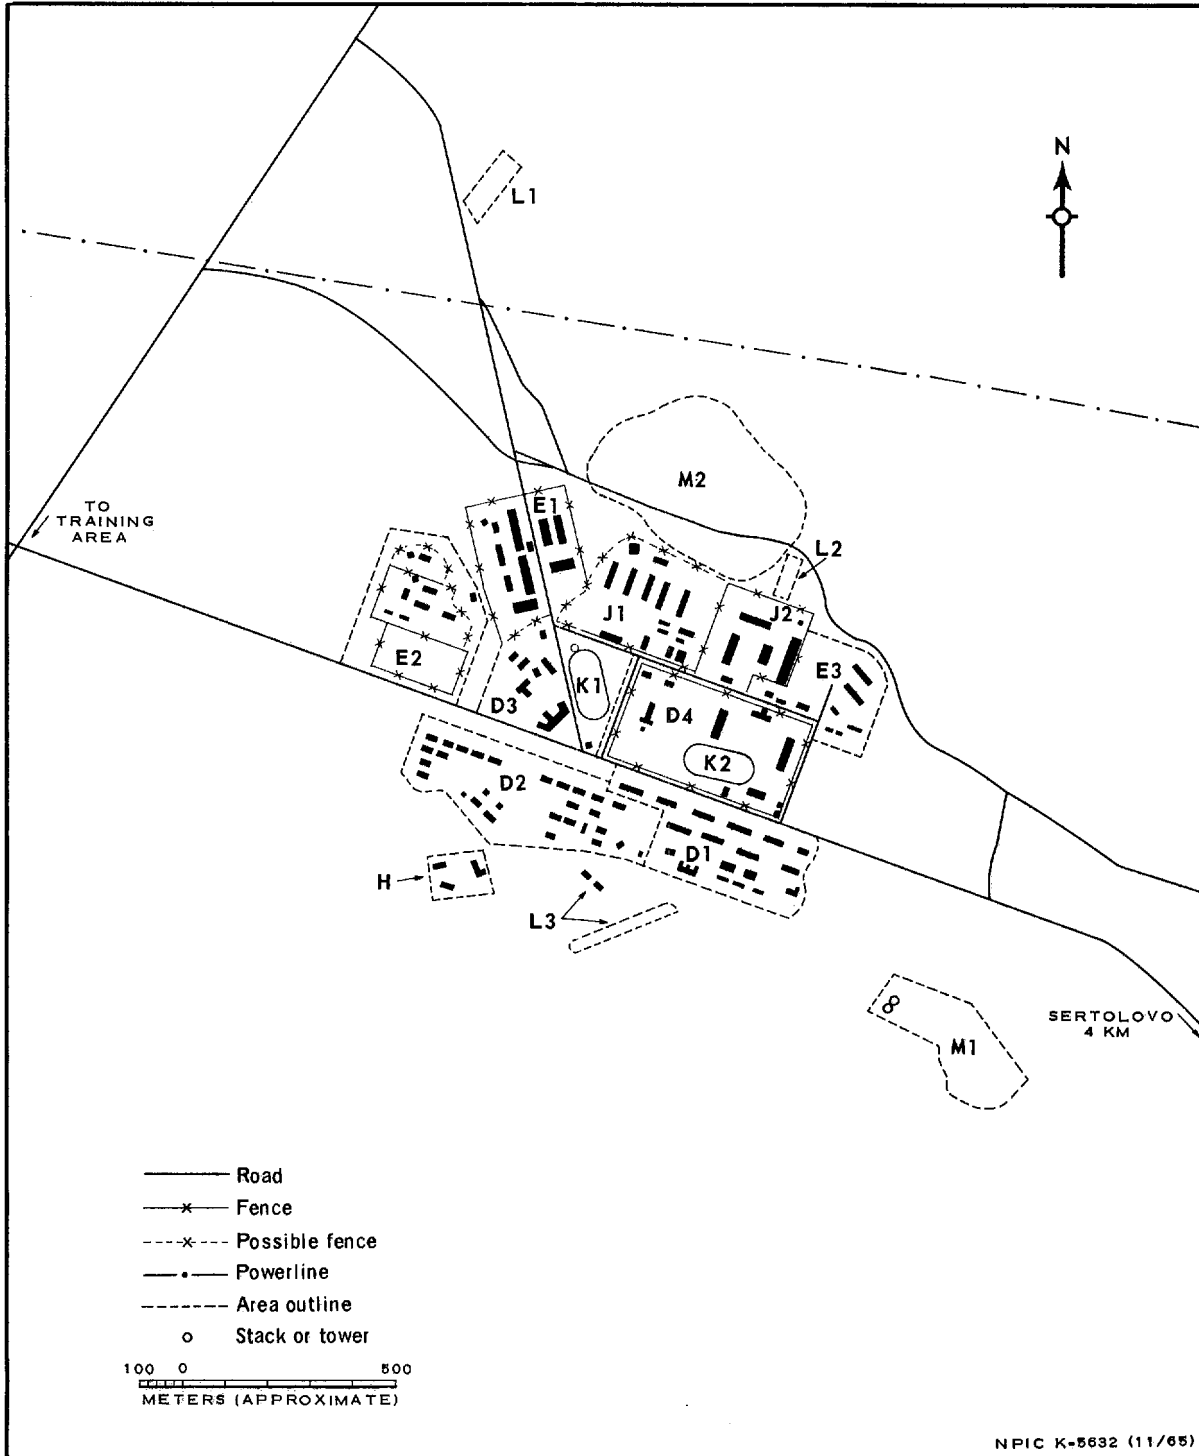 N
L1
M2
TO
TRAINING
AREA
E1
L2
J1
J2
E2
E3
K1
D3
D4
K2
D2
D1
H
L3
SERTOLOVO
4 KM
M1
Road
Fence
Possible fence
Powerline
Area outline
Stack or tower
100 0 500
METERS (APPROXIMATE)
NPIC K-5632 (11/65)